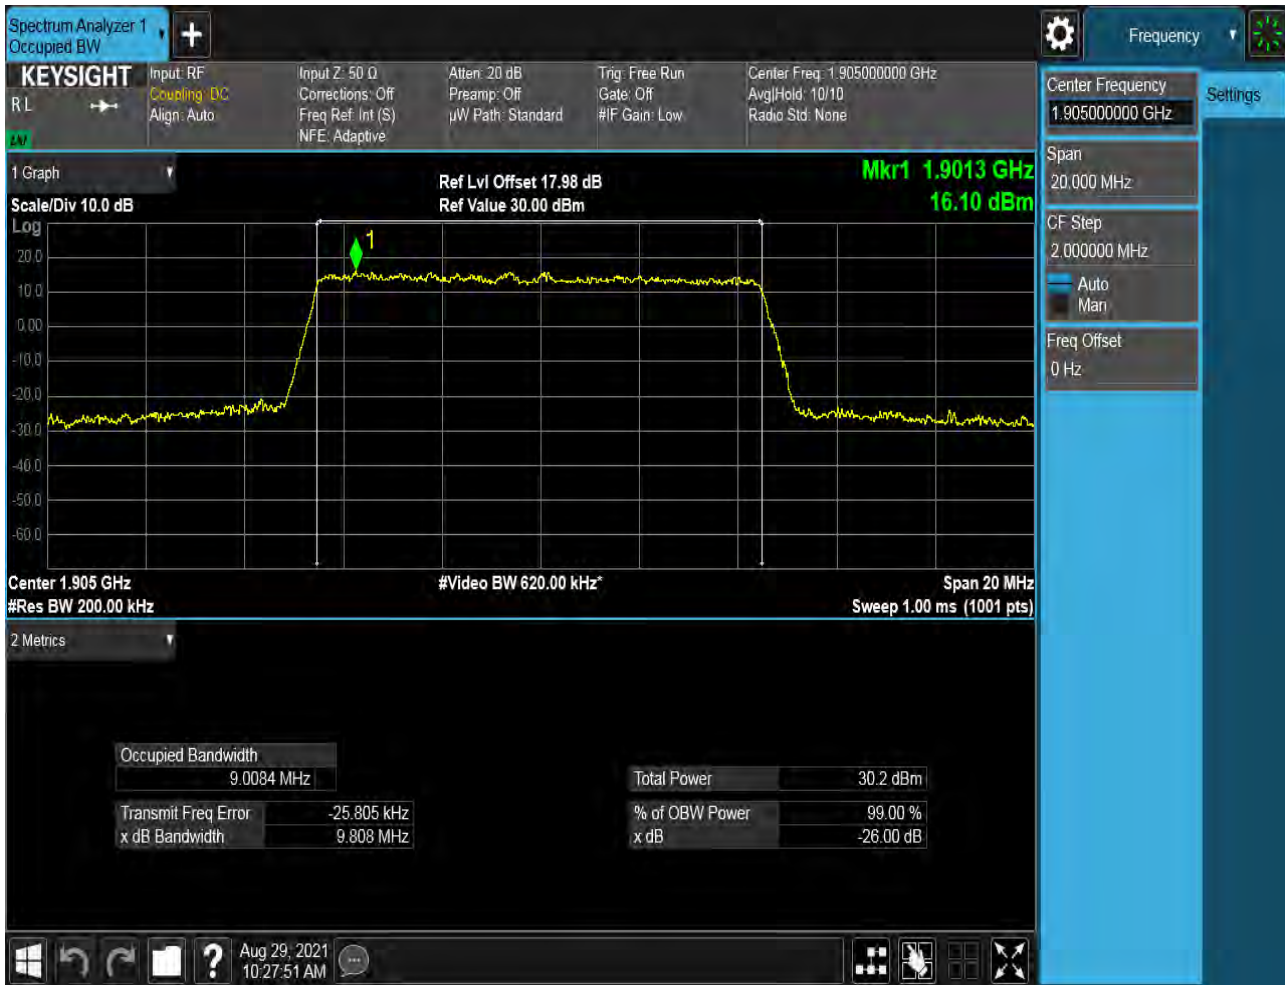 Spectrum Analyzer 1
Occupied BW
Frequency
KEYSIGHT
R L
LXI
Input: RF
Coupling: DC
Align: Auto
Input Z: 50 Ω
Corrections: Off
Freq Ref: Int (S)
NFE: Adaptive
Atten: 20 dB
Preamp: Off
µW Path: Standard
Trig: Free Run
Gate: Off
#IF Gain: Low
Center Freq: 1.905000000 GHz
Avg|Hold: 10/10
Radio Std: None
Center Frequency
1.905000000 GHz
Settings
Span
20.000 MHz
CF Step
2.000000 MHz
Auto
Man
Freq Offset
0 Hz
1 Graph
Scale/Div 10.0 dB
Ref Lvl Offset 17.98 dB
Ref Value 30.00 dBm
Mkr1 1.9013 GHz
16.10 dBm
Log
1
20.0
10.0
0.00
-10.0
-20.0
-30.0
-40.0
-50.0
-60.0
Center 1.905 GHz
#Res BW 200.00 kHz
#Video BW 620.00 kHz*
Span 20 MHz
Sweep 1.00 ms (1001 pts)
2 Metrics
Occupied Bandwidth
9.0084 MHz
Transmit Freq Error -25.805 kHz
x dB Bandwidth 9.808 MHz
Total Power 30.2 dBm
% of OBW Power 99.00 %
x dB -26.00 dB
Aug 29, 2021
10:27:51 AM